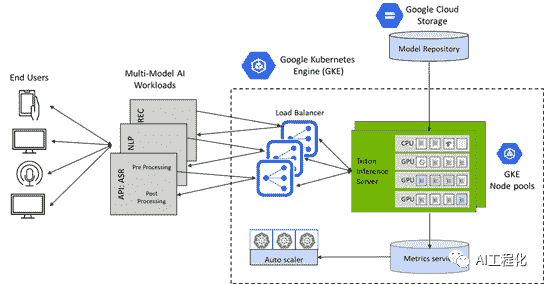 Google Cloud
Storage
Model Repository
Google Kubernetes
Engine (GKE)
End Users
Multi-Model AI
Workloads
REC
NLP
API: ASR
Pre Processing
Post
Processing
Load Balancer
Triton
Inference
Server
CPU
GPU
GPU
GPU
GKE
Node pools
Auto scaler
Metrics service
AI工程化